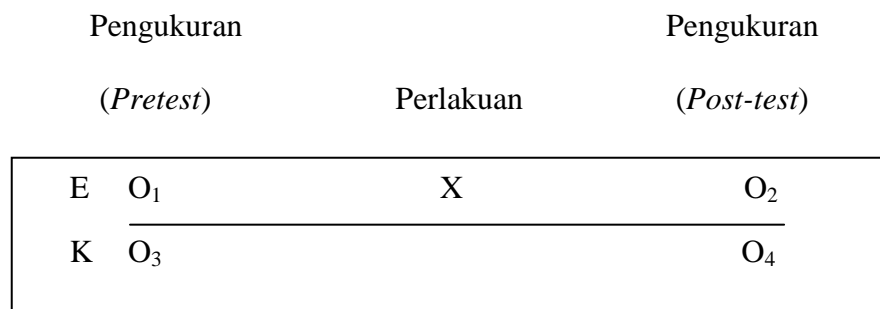 Pengukuran Pengukuran
(Pretest) Perlakuan (Post-test)
E O₁ X O₂
K O₃ O₄